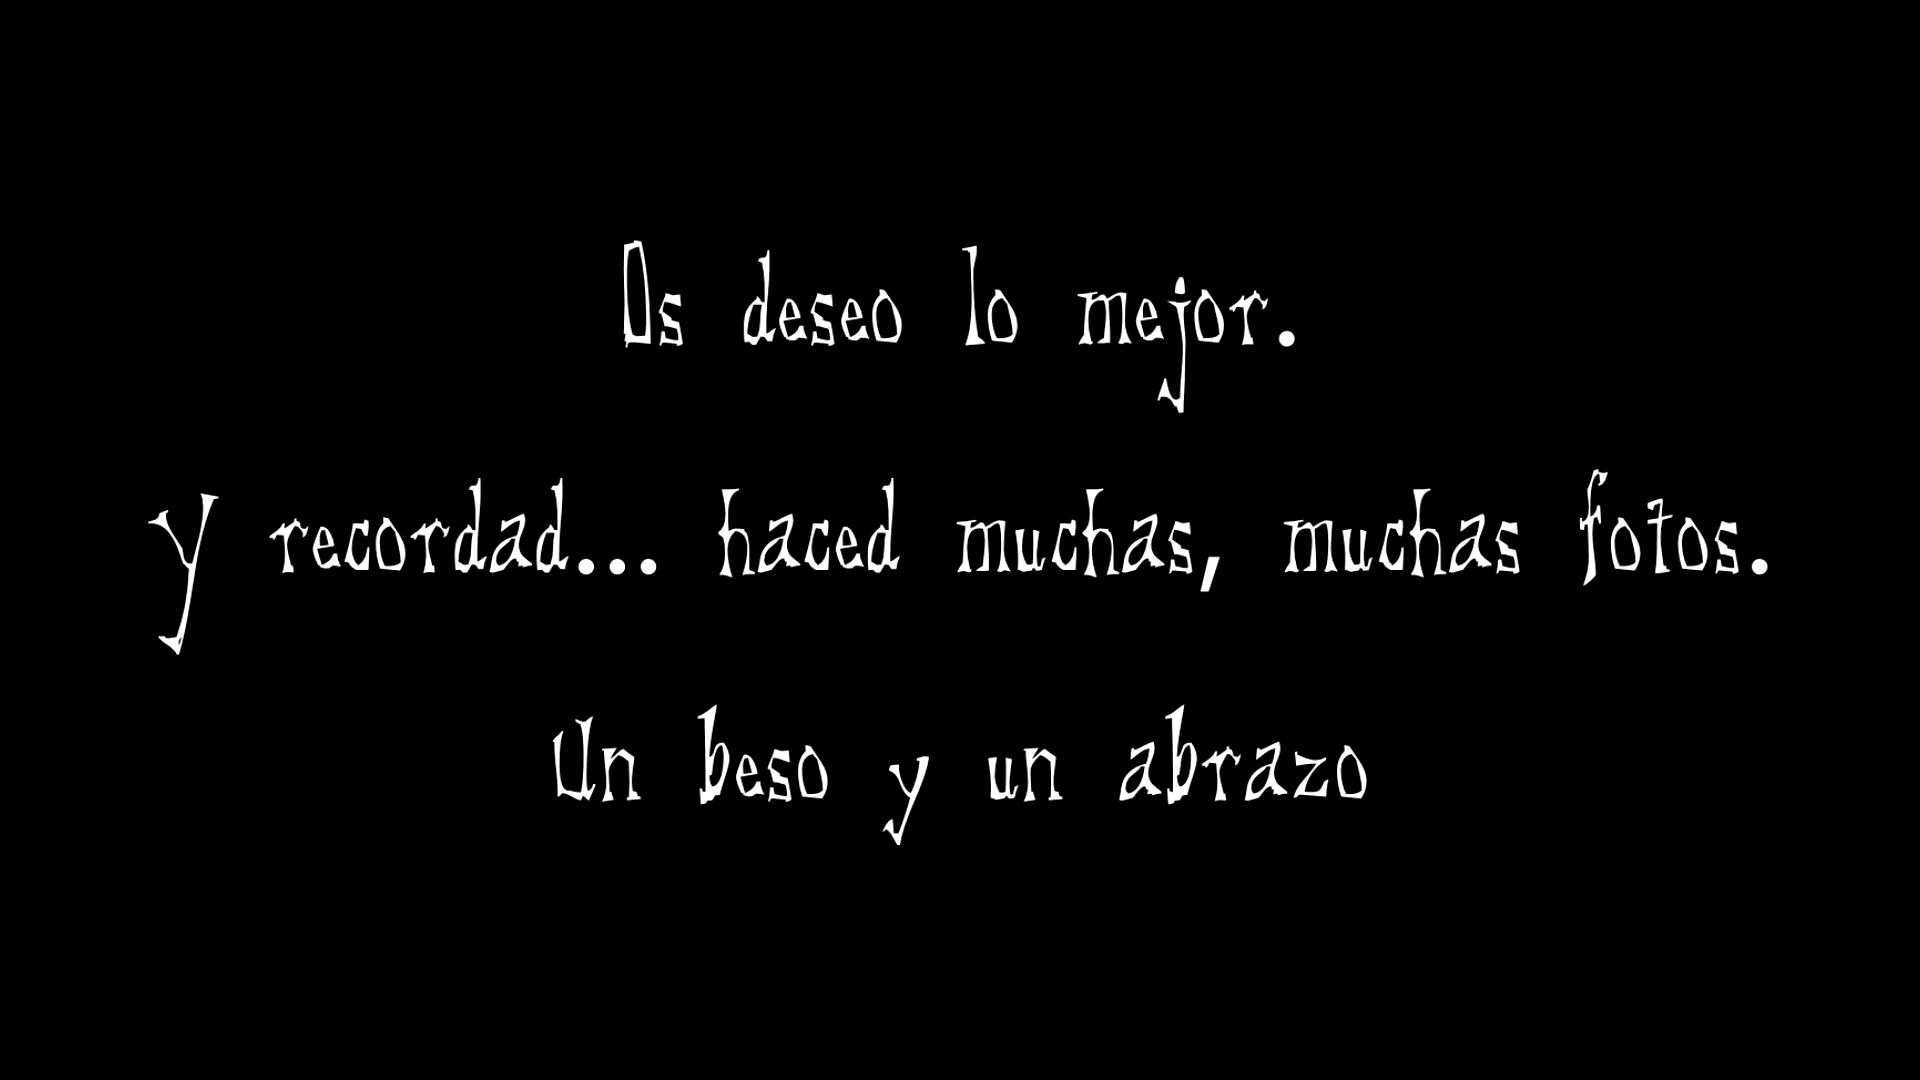 Os deseo lo mejor.
Y recordad... haced muchas, muchas fotos.
Un beso y un abrazo